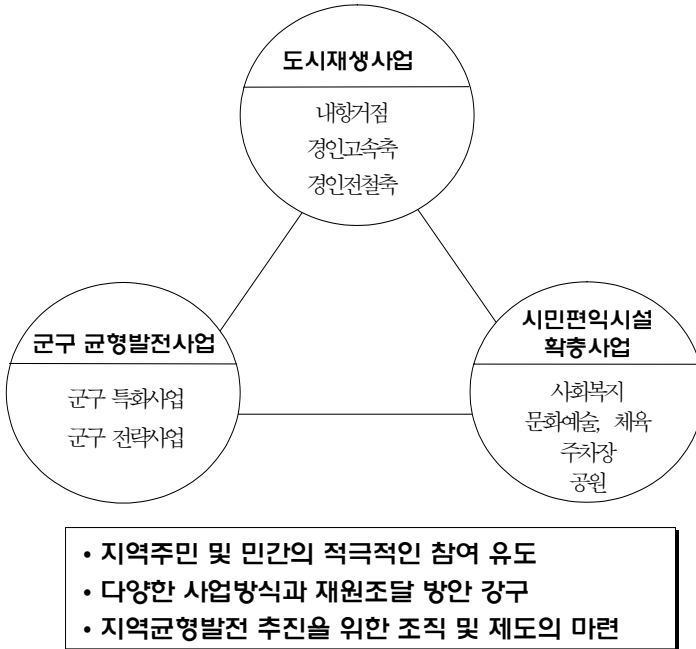 도시재생사업
내항거점
경인고속축
경인전철축
군구 균형발전사업
군구 특화사업
군구 전략사업
시민편익시설
확충사업
사회복지
문화예술, 체육
주차장
공원
• 지역주민 및 민간의 적극적인 참여 유도
• 다양한 사업방식과 재원조달 방안 강구
• 지역균형발전 추진을 위한 조직 및 제도의 마련